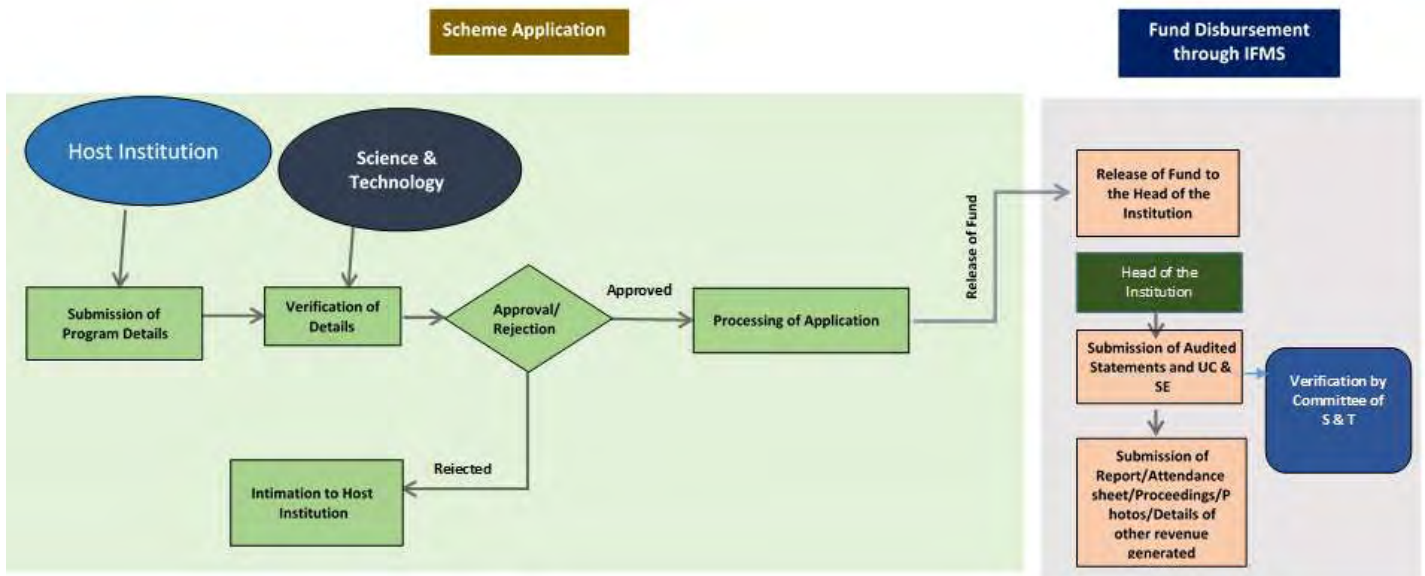 Scheme Application
Fund Disbursement
through IFMS
Host Institution
Science &
Technology
Submission of
Program Details
Verification of
Details
Approval/
Rejection
Approved
Processing of Application
Rejected
Intimation to Host
Institution
Release of Fund
Release of Fund to
the Head of the
Institution
Head of the
Institution
Submission of Audited
Statements and UC &
SE
Verification by
Committee of
S & T
Submission of
Report/Attendance
sheet/Proceedings/P
hotos/Details of
other revenue
generated